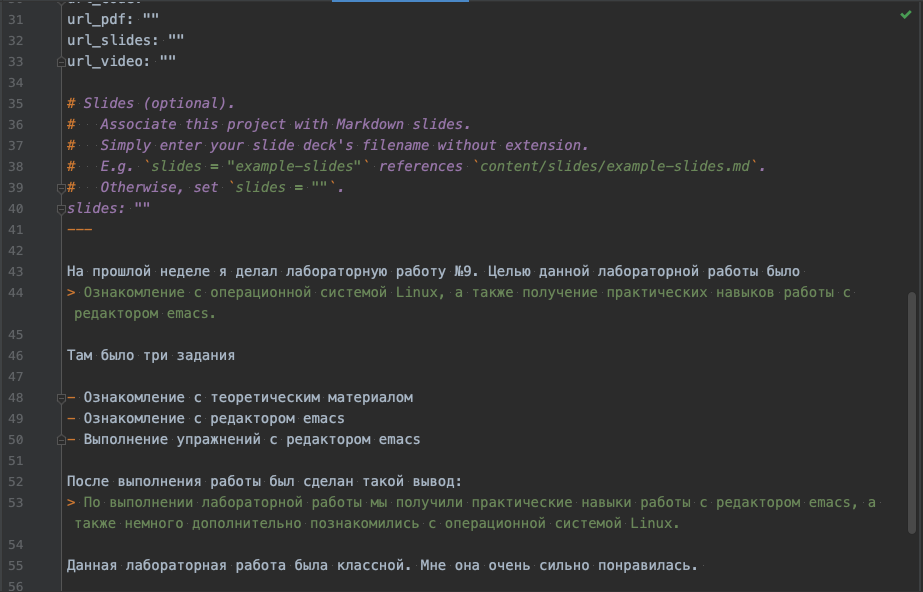 31 url_pdf: ""
32 url_slides: ""
33 url_video: ""
34
35 # Slides (optional).
36 #   Associate this project with Markdown slides.
37 #   Simply enter your slide deck's filename without extension.
38 #   E.g. `slides = "example-slides"` references `content/slides/example-slides.md`.
39 #   Otherwise, set `slides = ""`.
40 slides: ""
41 ---
42
43 На прошлой неделе я делал лабораторную работу №9. Целью данной лабораторной работы было
44 > Ознакомление с операционной системой Linux, а также получение практических навыков работы с
редактором emacs.
45
46 Там было три задания
47
48 - Ознакомление с теоретическим материалом
49 - Ознакомление с редактором emacs
50 - Выполнение упражнений с редактором emacs
51
52 После выполнения работы был сделан такой вывод:
53 > По выполнении лабораторной работы мы получили практические навыки работы с редактором emacs, а
также немного дополнительно познакомились с операционной системой Linux.
54
55 Данная лабораторная работа была классной. Мне она очень сильно понравилась.
56